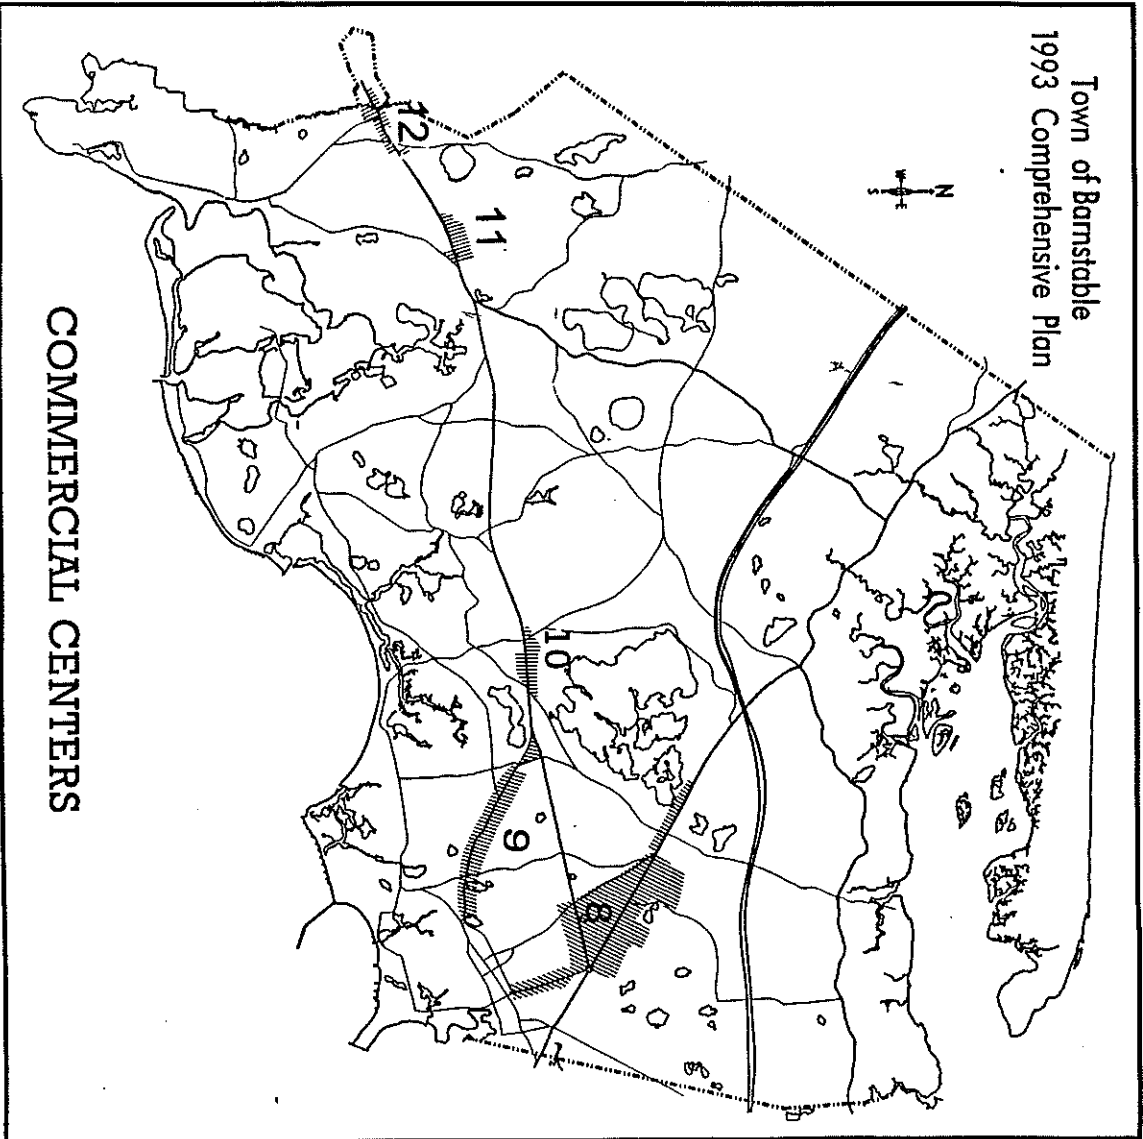 Town of Barnstable
1993 Comprehensive Plan
N
W E
S
12
11
10
9
8
COMMERCIAL CENTERS